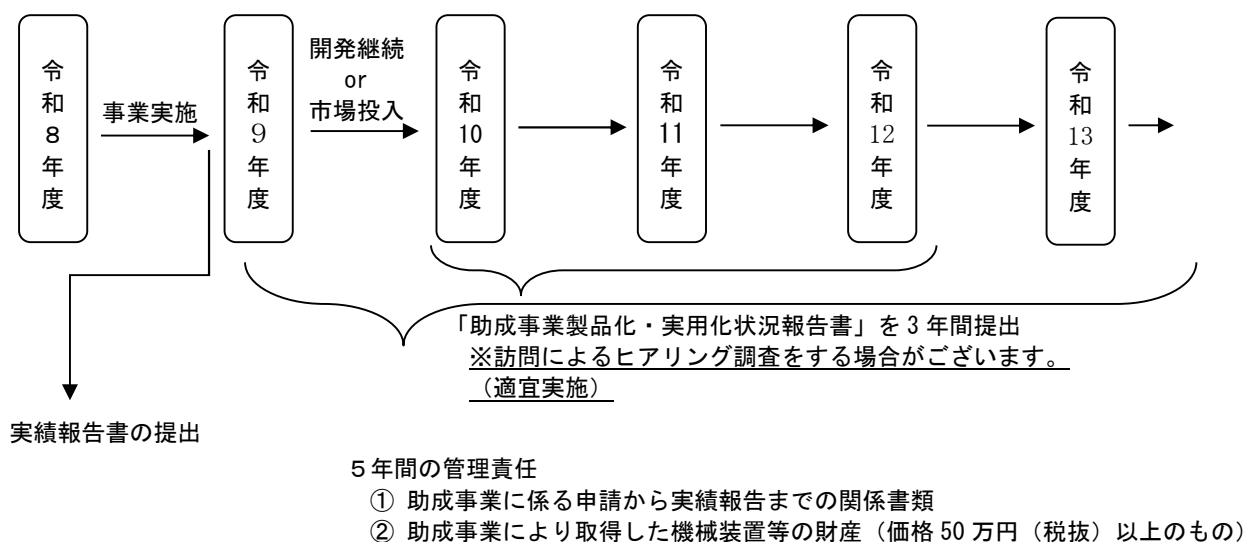 令和８年度
事業実施
令和９年度
開発継続
or
市場投入
令和10年度
令和11年度
令和12年度
令和13年度
「助成事業製品化・実用化状況報告書」を３年間提出
※訪問によるヒアリング調査をする場合がございます。
（適宜実施）
実績報告書の提出
５年間の管理責任
① 助成事業に係る申請から実績報告までの関係書類
② 助成事業により取得した機械装置等の財産（価格 50 万円（税抜）以上のもの）